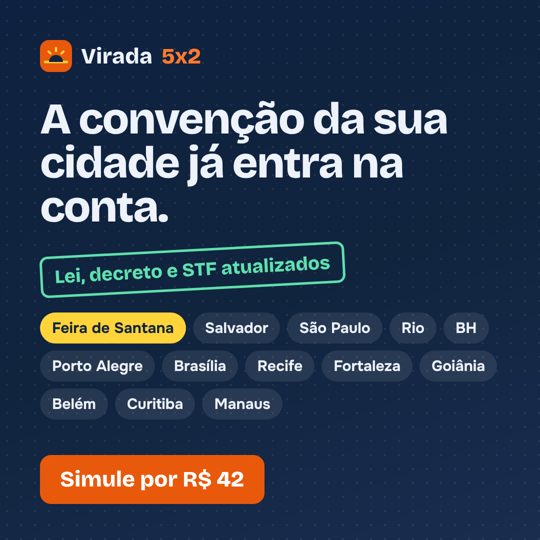 Virada 5x2
A convenção da sua
cidade já entra na
conta.
Lei, decreto e STF atualizados
Feira de Santana Salvador São Paulo Rio BH
Porto Alegre Brasília Recife Fortaleza Goiânia
Belém Curitiba Manaus
Simule por R$ 42